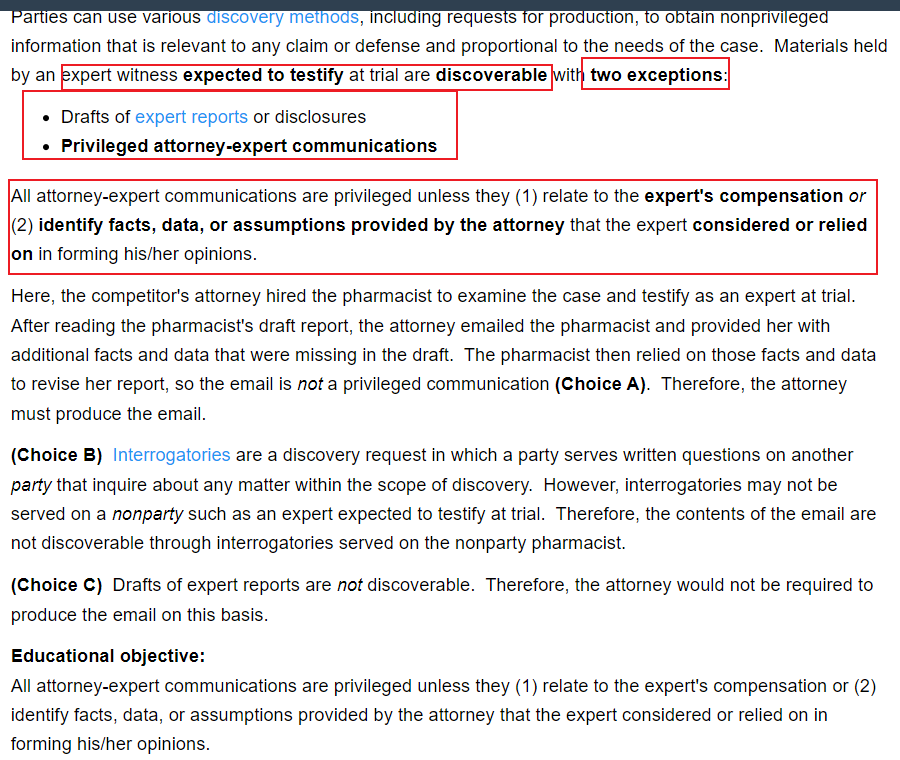 Parties can use various discovery methods, including requests for production, to obtain nonprivileged
information that is relevant to any claim or defense and proportional to the needs of the case.  Materials held
by an expert witness expected to testify at trial are discoverable with two exceptions:
• Drafts of expert reports or disclosures
• Privileged attorney-expert communications
All attorney-expert communications are privileged unless they (1) relate to the expert's compensation or
(2) identify facts, data, or assumptions provided by the attorney that the expert considered or relied
on in forming his/her opinions.
Here, the competitor's attorney hired the pharmacist to examine the case and testify as an expert at trial.
After reading the pharmacist's draft report, the attorney emailed the pharmacist and provided her with
additional facts and data that were missing in the draft.  The pharmacist then relied on those facts and data
to revise her report, so the email is not a privileged communication (Choice A).  Therefore, the attorney
must produce the email.
(Choice B)  Interrogatories are a discovery request in which a party serves written questions on another
party that inquire about any matter within the scope of discovery.  However, interrogatories may not be
served on a nonparty such as an expert expected to testify at trial.  Therefore, the contents of the email are
not discoverable through interrogatories served on the nonparty pharmacist.
(Choice C)  Drafts of expert reports are not discoverable.  Therefore, the attorney would not be required to
produce the email on this basis.
Educational objective:
All attorney-expert communications are privileged unless they (1) relate to the expert's compensation or (2)
identify facts, data, or assumptions provided by the attorney that the expert considered or relied on in
forming his/her opinions.